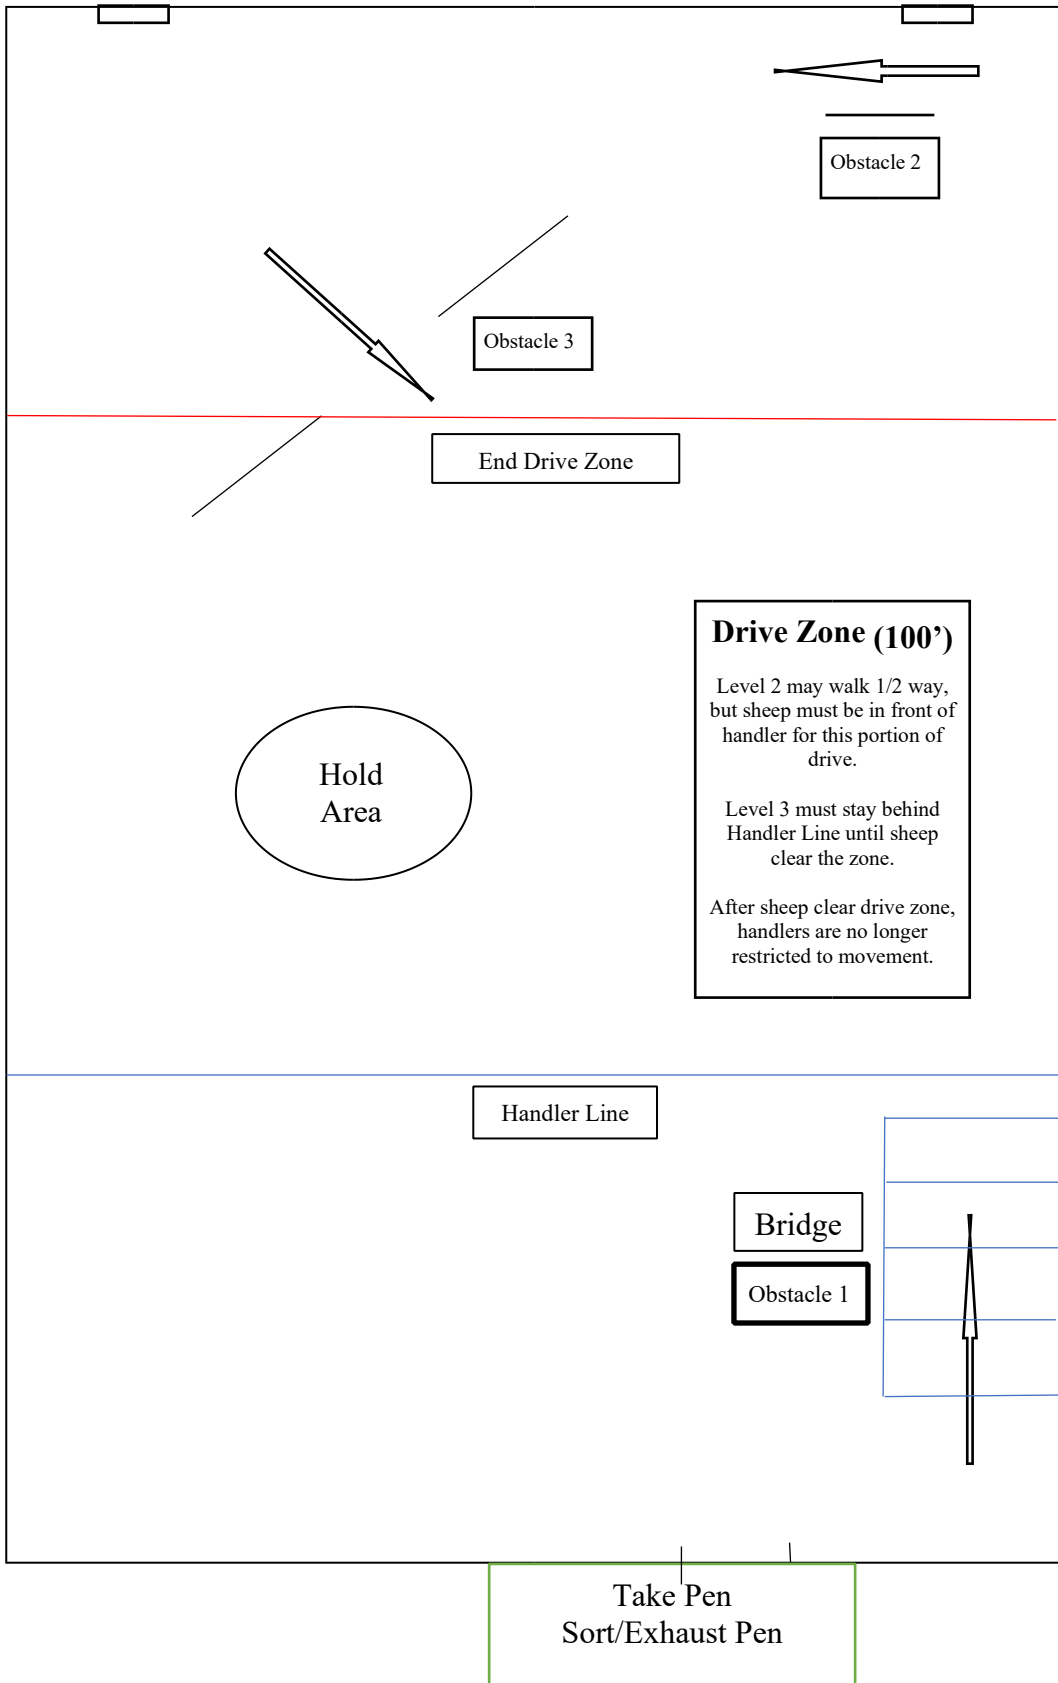 Obstacle 2
Obstacle 3
End Drive Zone
Drive Zone (100’)
Level 2 may walk 1/2 way,
but sheep must be in front of
handler for this portion of
drive.
Level 3 must stay behind
Handler Line until sheep
clear the zone.
After sheep clear drive zone,
handlers are no longer
restricted to movement.
Hold
Area
Handler Line
Bridge
Obstacle 1
Take Pen
Sort/Exhaust Pen